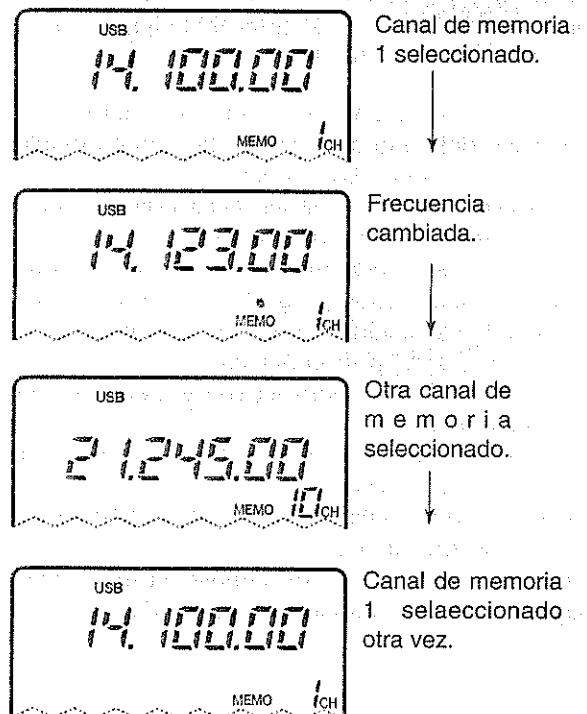 USB
14.100.00
MEMO 1CH
Canal de memoria
1 seleccionado.
USB
14.123.00
MEMO 1CH
Frecuencia
cambiada.
USB
21.245.00
MEMO 10CH
Otra canal de
memoria
seleccionado.
USB
14.100.00
MEMO 1CH
Canal de memoria
1 selaeccionado
otra vez.